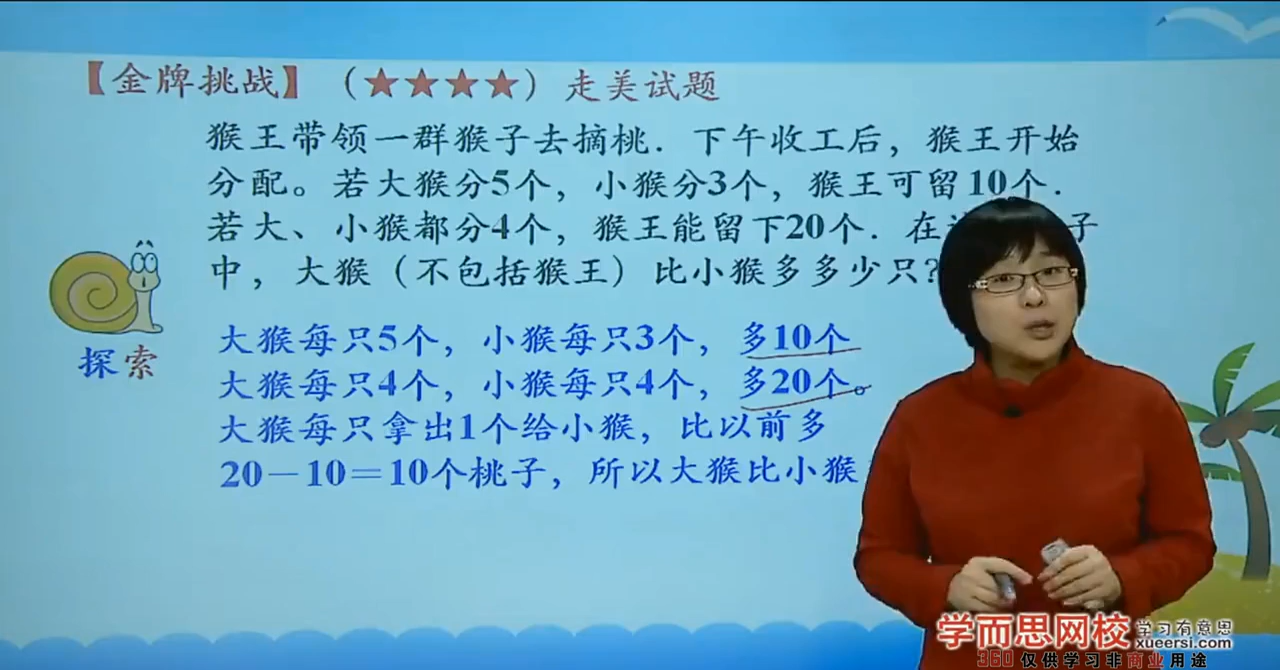 【金牌挑战】（★★★★）走美试题
猴王带领一群猴子去摘桃．下午收工后，猴王开始
分配。若大猴分5个，小猴分3个，猴王可留10个．
若大、小猴都分4个，猴王能留下20个．在 子
中，大猴（不包括猴王）比小猴多多少只？
探索
大猴每只5个，小猴每只3个，多10个
大猴每只4个，小猴每只4个，多20个。
大猴每只拿出1个给小猴，比以前多
20－10＝10个桃子，所以大猴比小猴
学而思网校 学习有意思
xueersi.com
360 仅供学习非商业用途